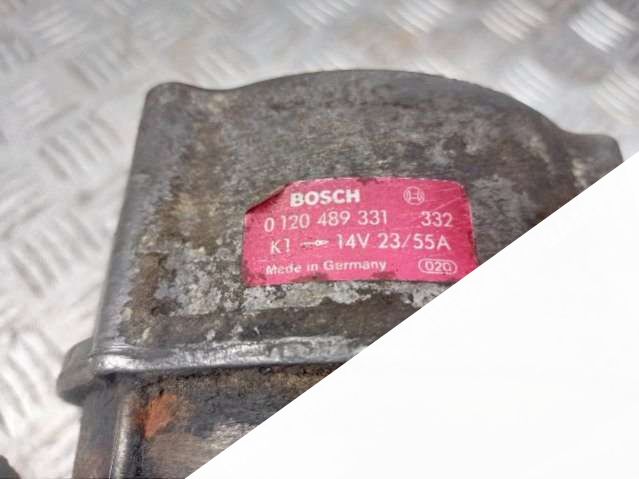 BOSCH
0 120 489 331 332
K1 14V 23/55A
Made in Germany 020